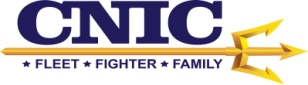 CNIC
★ FLEET ★ FIGHTER ★ FAMILY